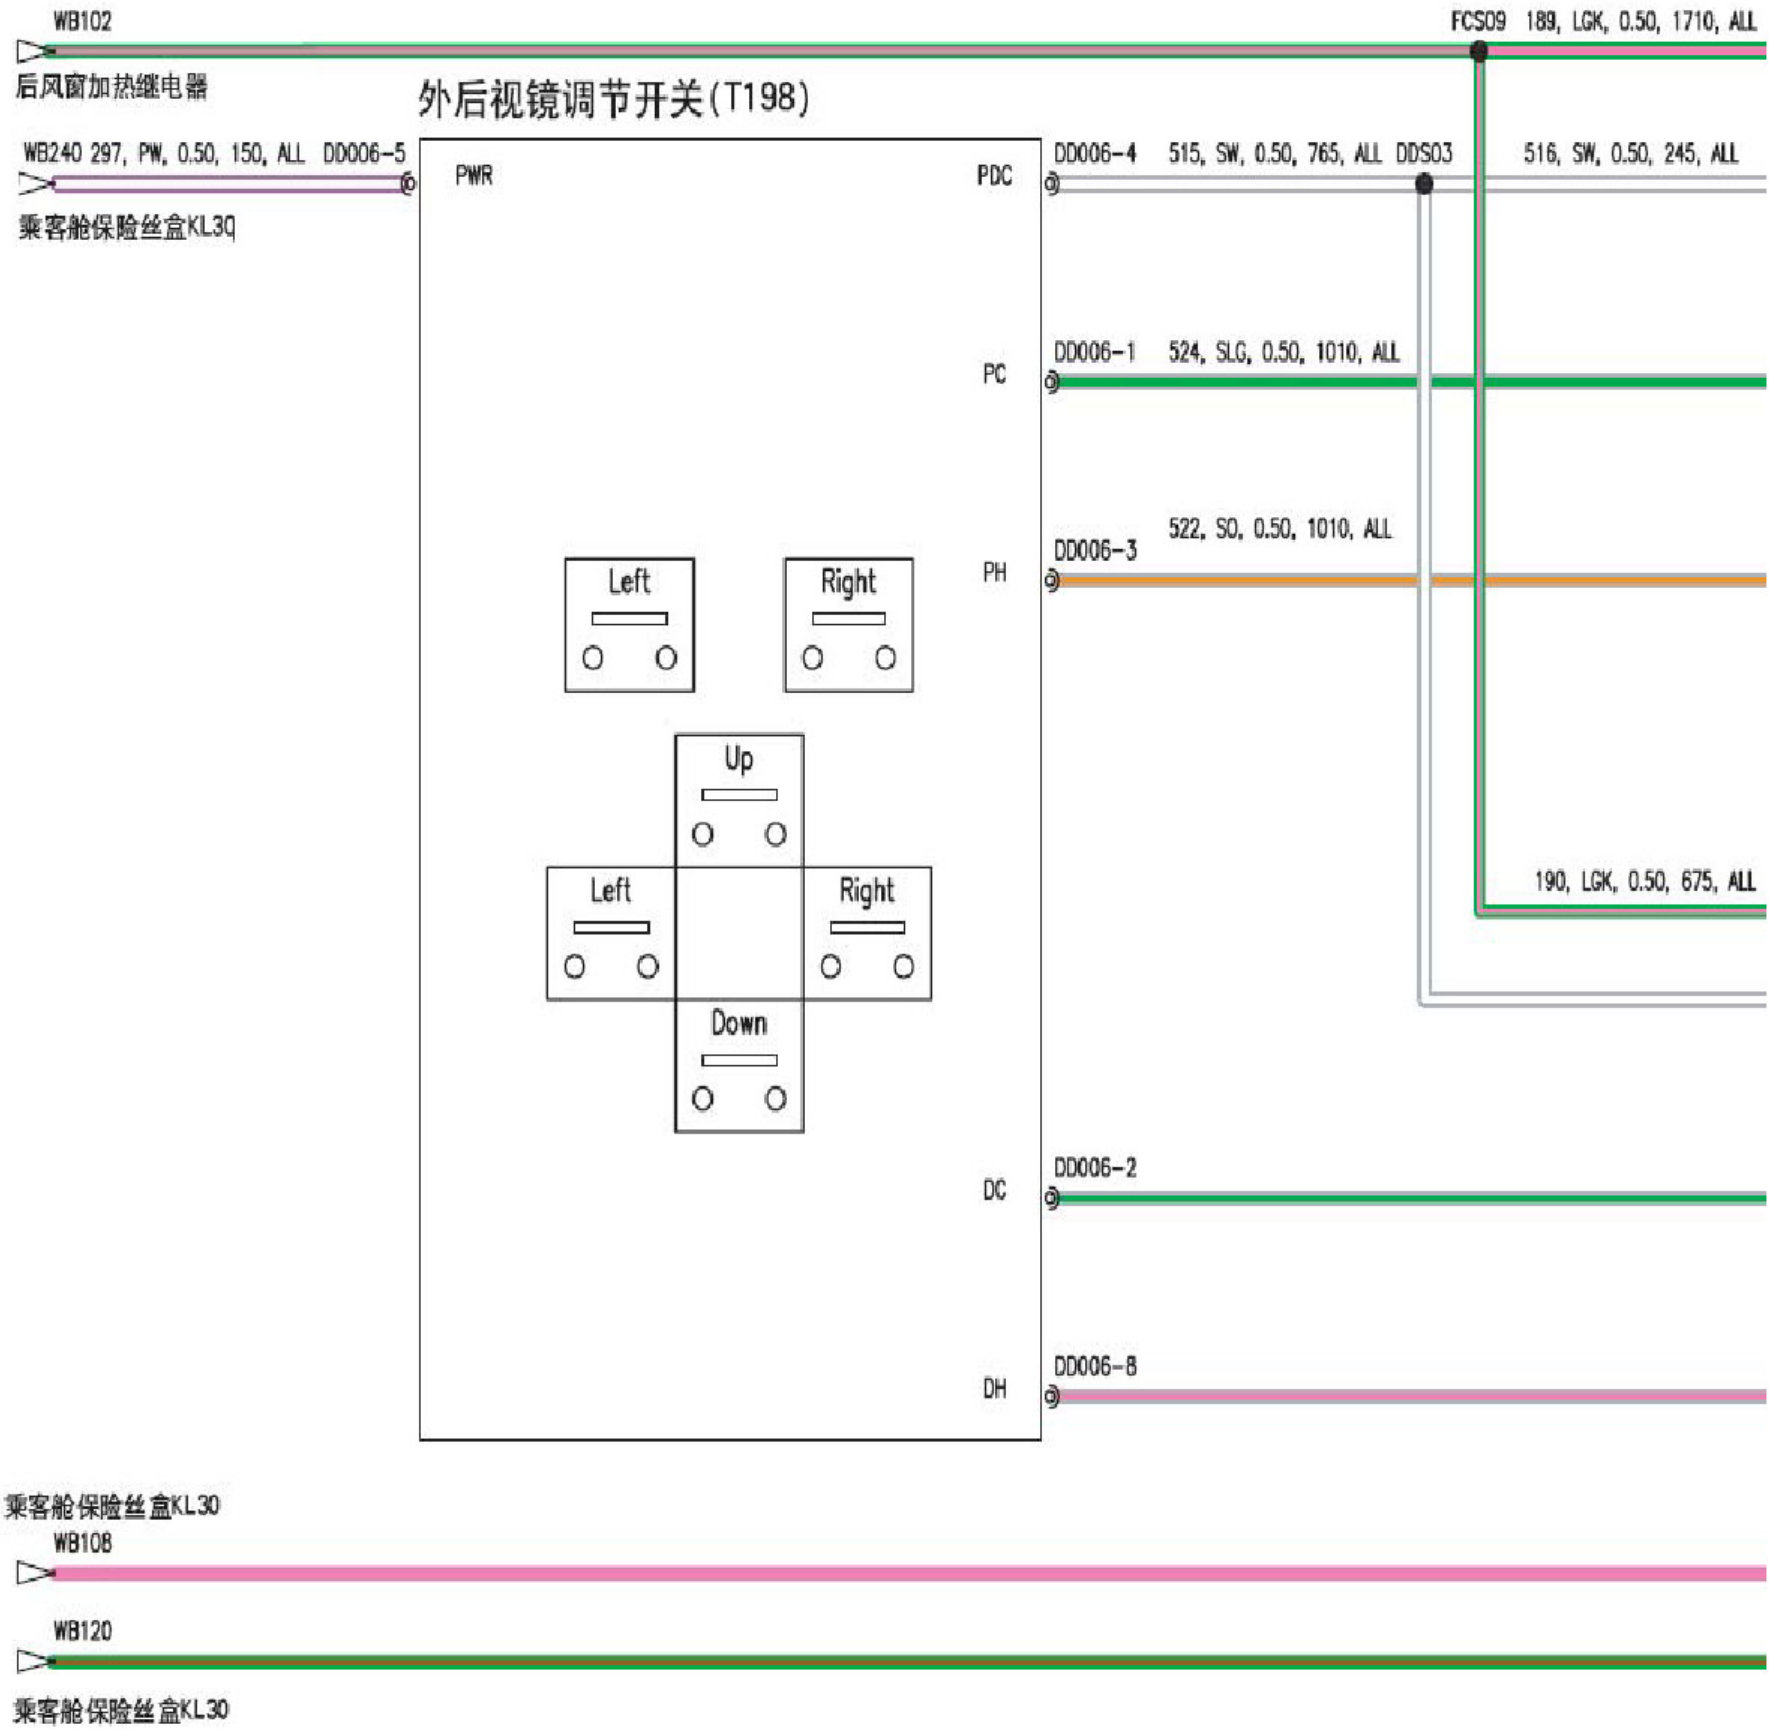 WB102
FCS09 189, LGK, 0.50, 1710, ALL
后风窗加热继电器
外后视镜调节开关(T198)
WB240 297, PW, 0.50, 150, ALL DD006-5
PWR
PDC
DD006-4 515, SW, 0.50, 765, ALL DDS03 516, SW, 0.50, 245, ALL
乘客舱保险丝盒KL30
DD006-1 524, SLG, 0.50, 1010, ALL
PC
522, SO, 0.50, 1010, ALL
DD006-3
PH
Left Right
Up
190, LGK, 0.50, 675, ALL
Left Right
Down
DD006-2
DC
DD006-8
DH
乘客舱保险丝盒KL30
WB108
WB120
乘客舱保险丝盒KL30